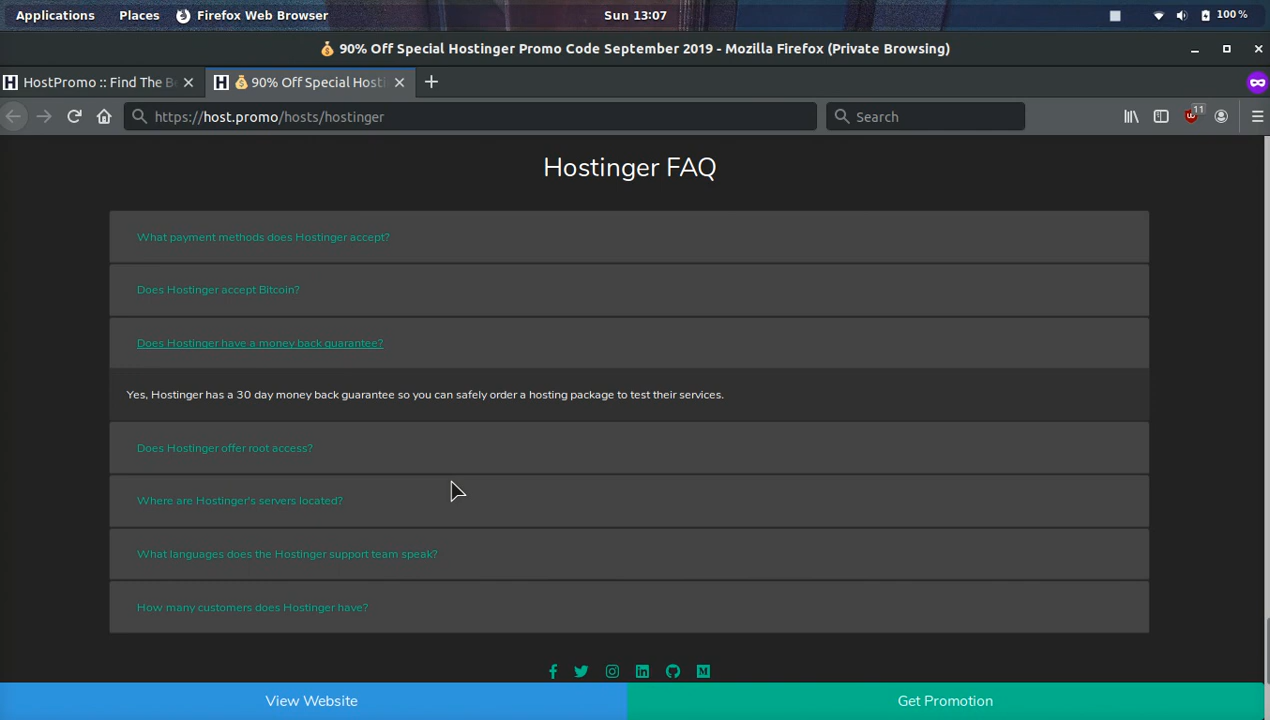 Applications Places Firefox Web Browser Sun 13:07 100%
90% Off Special Hostinger Promo Code September 2019 - Mozilla Firefox (Private Browsing)
HostPromo :: Find The Be 90% Off Special Hosti
https://host.promo/hosts/hostinger Search 11
Hostinger FAQ
What payment methods does Hostinger accept?
Does Hostinger accept Bitcoin?
Does Hostinger have a money back guarantee?
Yes, Hostinger has a 30 day money back guarantee so you can safely order a hosting package to test their services.
Does Hostinger offer root access?
Where are Hostinger's servers located?
What languages does the Hostinger support team speak?
How many customers does Hostinger have?
View Website Get Promotion